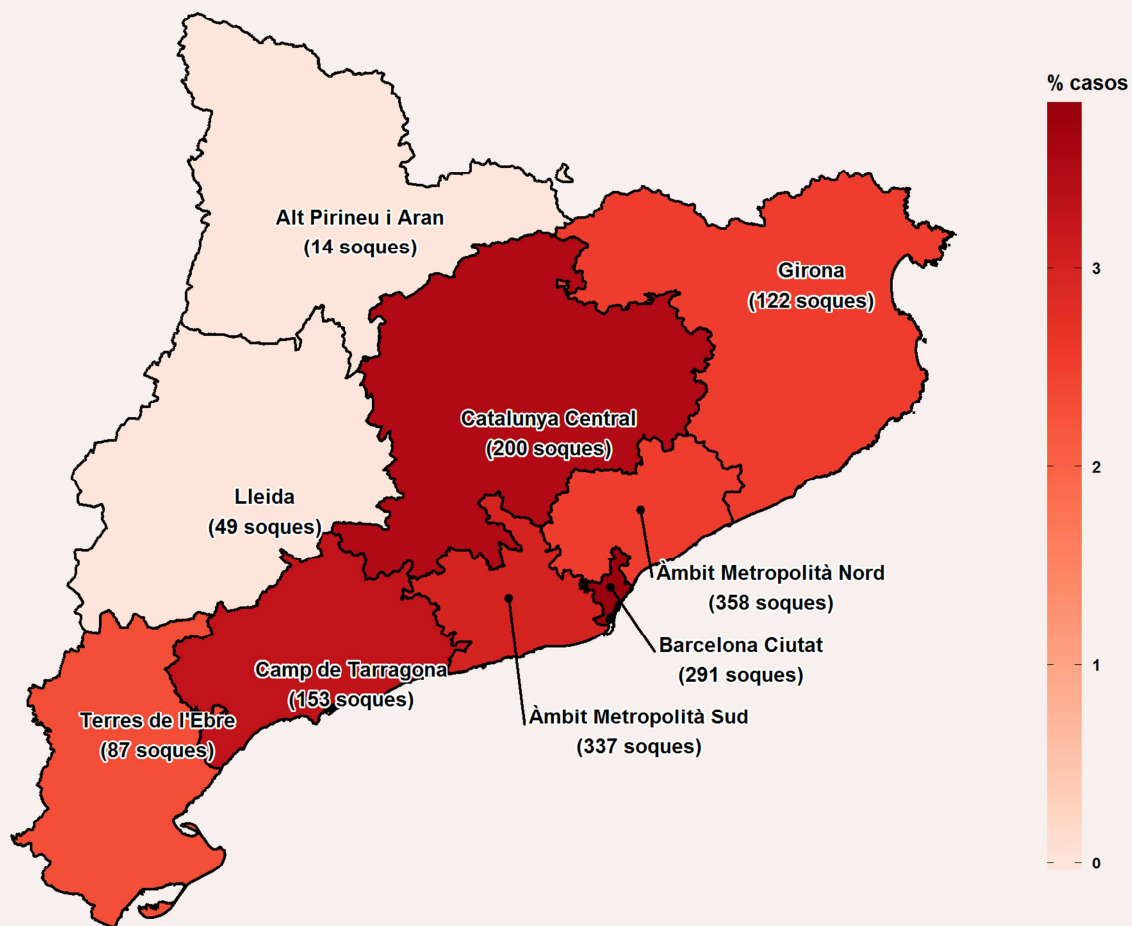 % casos
Alt Pirineu i Aran
(14 soques)
Girona
(122 soques)
3
Catalunya Central
(200 soques)
2
Lleida
(49 soques)
Àmbit Metropolità Nord
(358 soques)
Barcelona Ciutat
(291 soques)
1
Camp de Tarragona
(153 soques)
Àmbit Metropolità Sud
(337 soques)
Terres de l'Ebre
(87 soques)
0